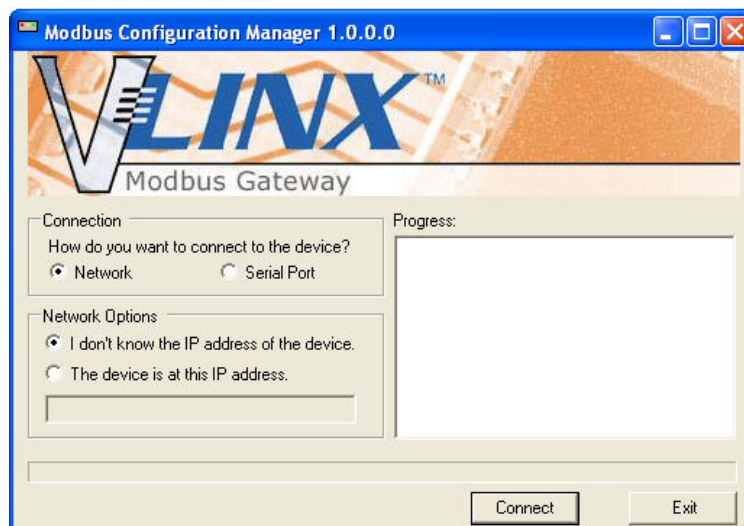 Modbus Configuration Manager 1.0.0.0
VLINX™
Modbus Gateway
Connection
How do you want to connect to the device?
Network Serial Port
Network Options
I don't know the IP address of the device.
The device is at this IP address.
Progress:
Connect Exit